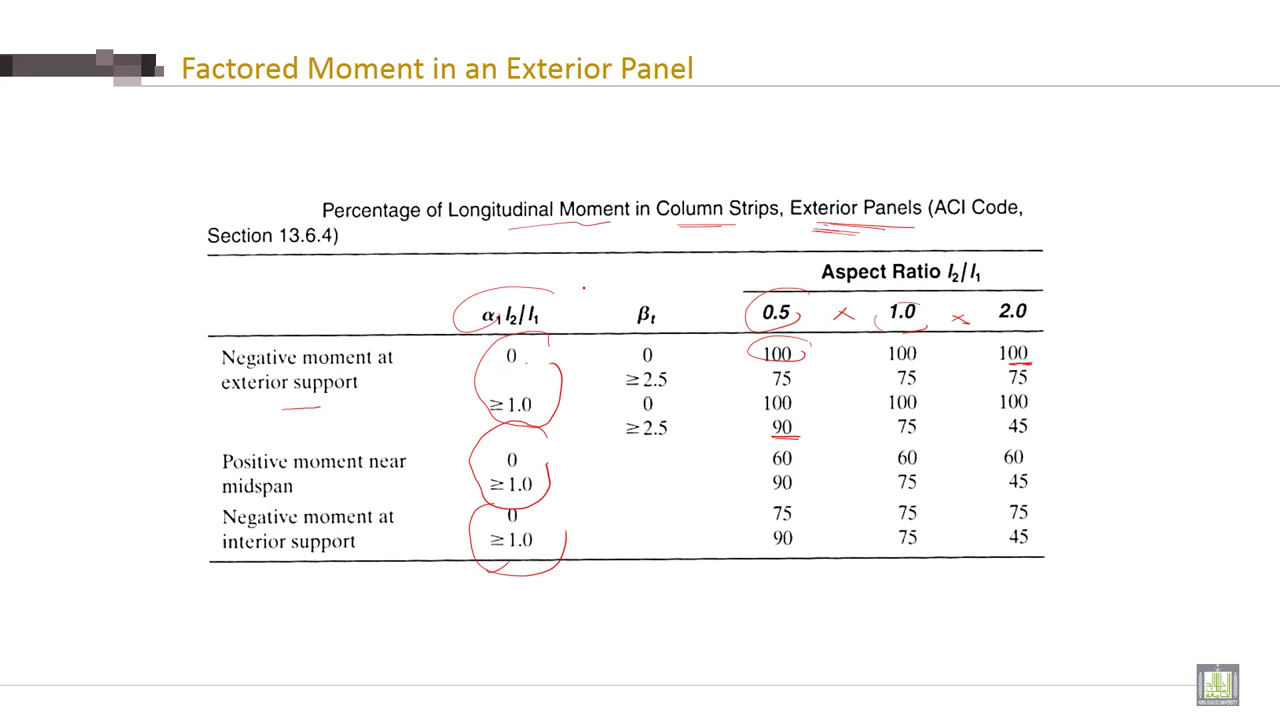 Factored Moment in an Exterior Panel
Percentage of Longitudinal Moment in Column Strips, Exterior Panels (ACI Code,
Section 13.6.4)
Aspect Ratio l₂/l₁
α₁ l₂/l₁ βt 0.5 1.0 2.0
Negative moment at 0 0 100 100 100
exterior support ≥2.5 75 75 75
≥1.0 0 100 100 100
≥2.5 90 75 45
Positive moment near 0 60 60 60
midspan ≥1.0 90 75 45
Negative moment at 0 75 75 75
interior support ≥1.0 90 75 45
KING KHALID UNIVERSITY